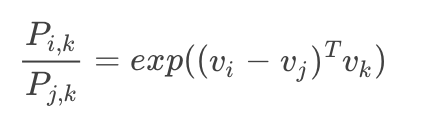 P_{i,k} / P_{j,k} = exp((v_i − v_j)^T v_k)